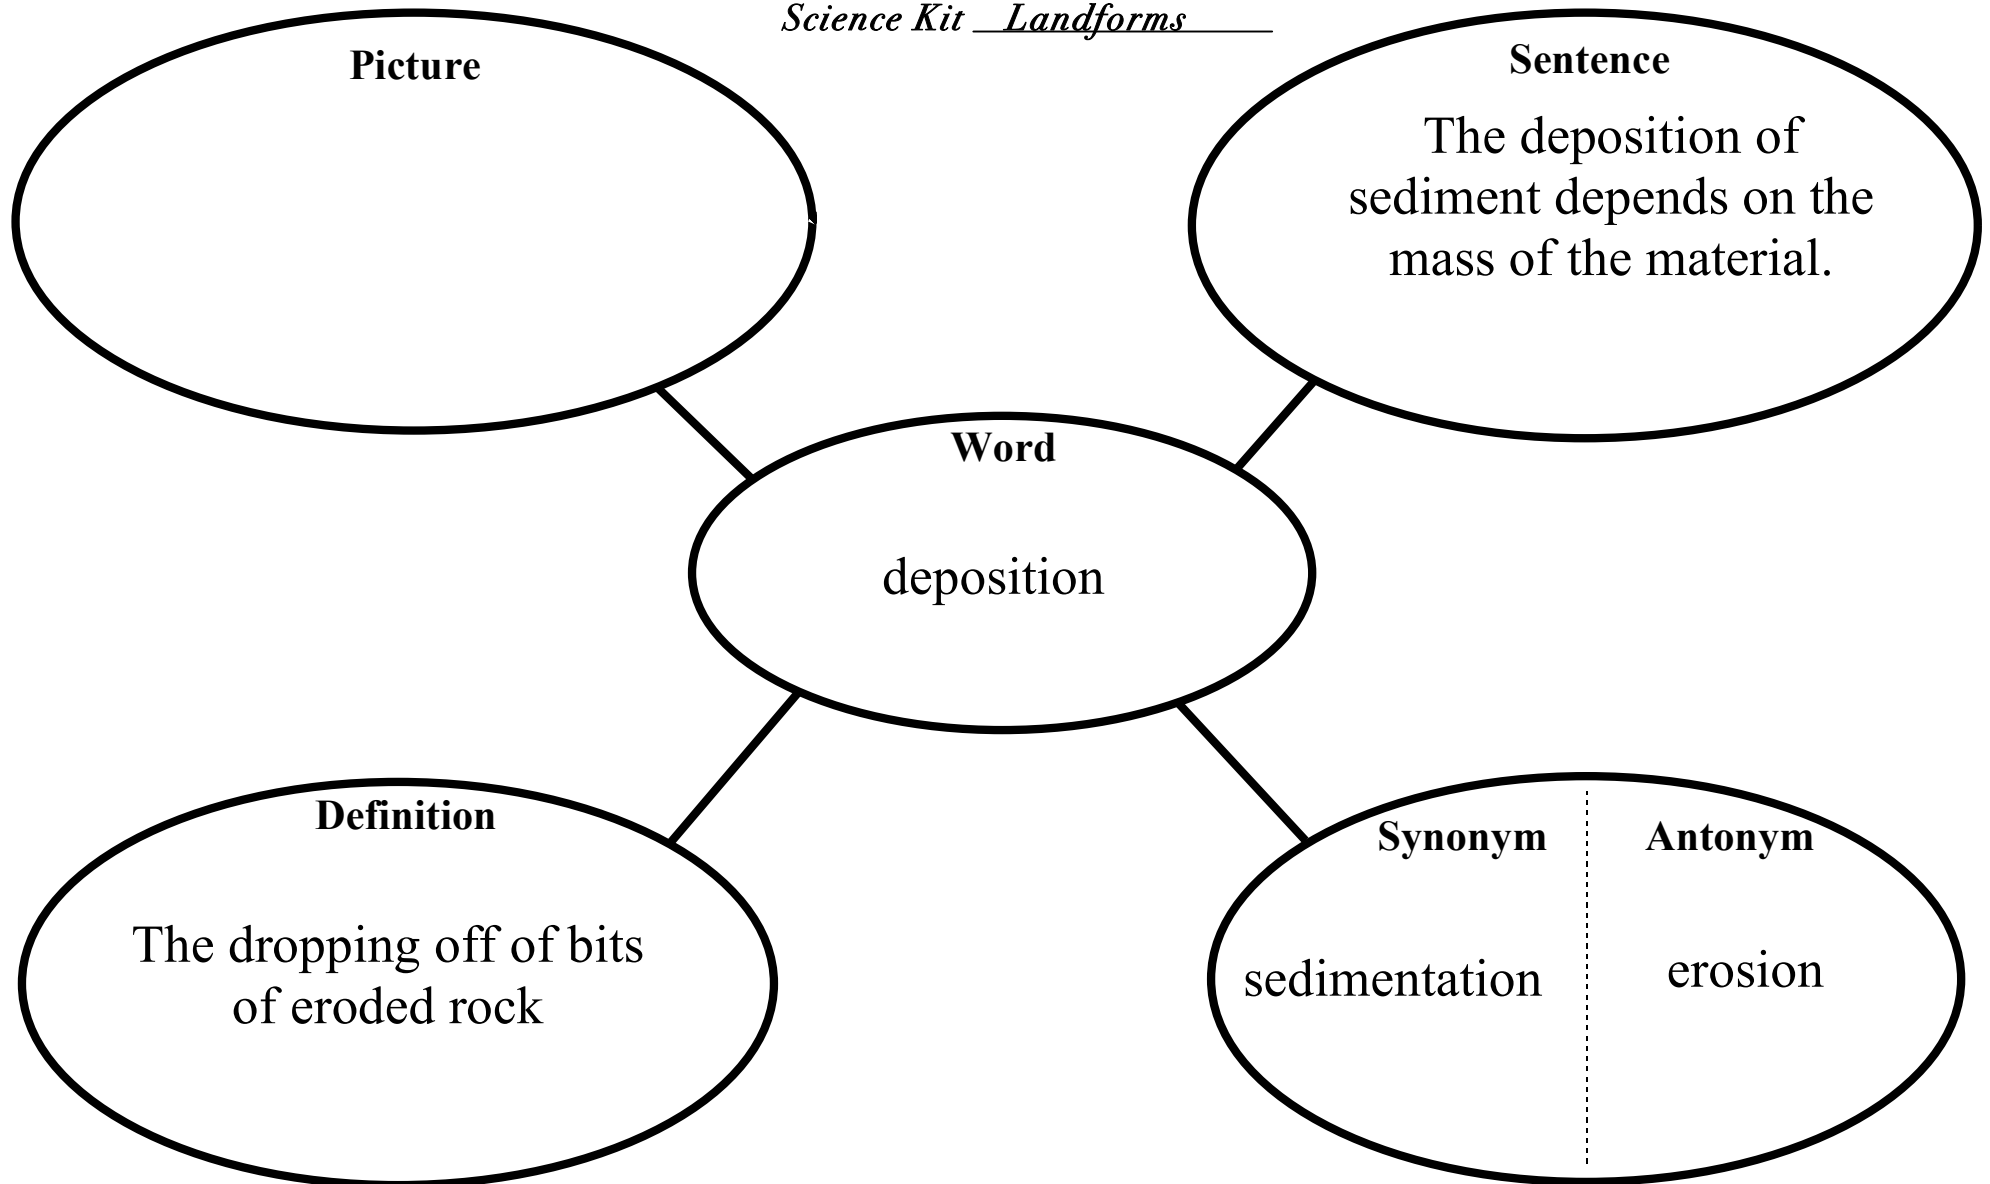 Science Kit Landforms
Picture
Sentence
The deposition of
sediment depends on the
mass of the material.
Word
deposition
Definition
The dropping off of bits
of eroded rock
Synonym
sedimentation
Antonym
erosion